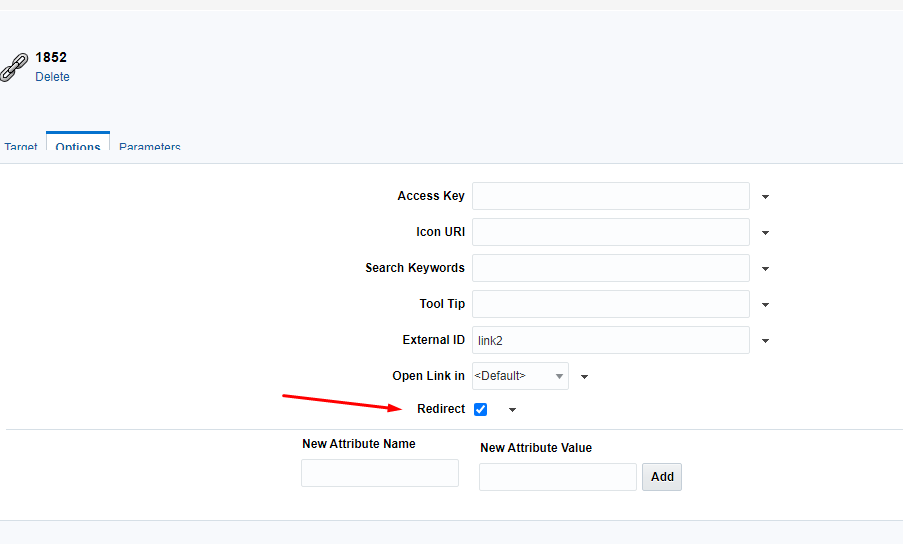 1852
Delete
Target Options Parameters
Access Key
Icon URI
Search Keywords
Tool Tip
External ID link2
Open Link in <Default>
Redirect
New Attribute Name New Attribute Value
Add